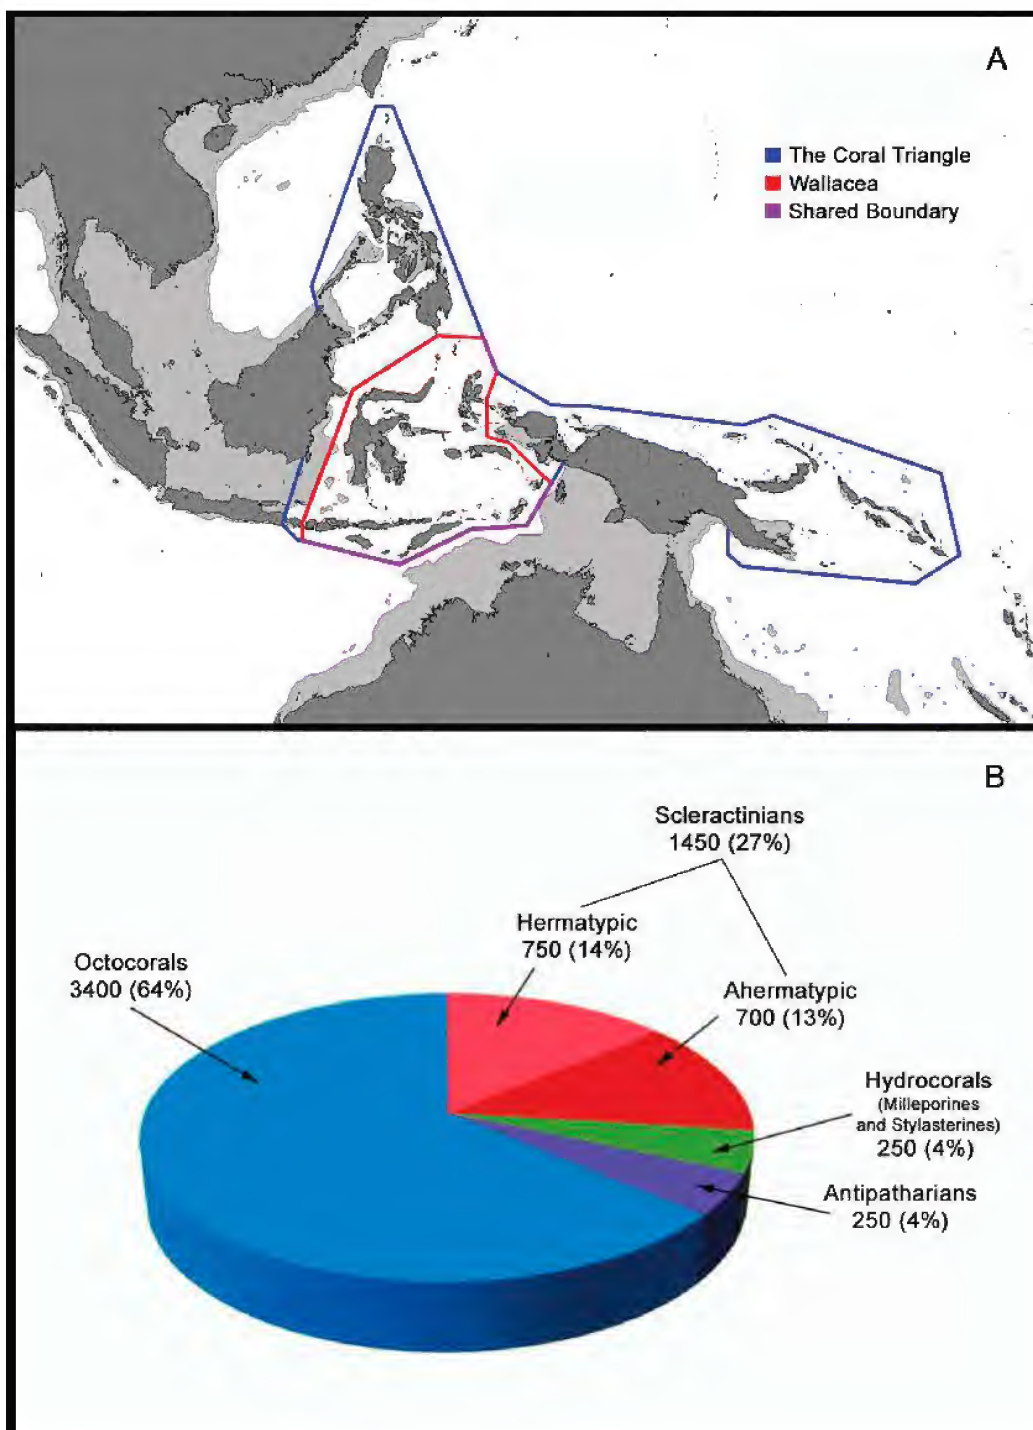 A
The Coral Triangle
Wallacea
Shared Boundary
B
Scleractinians
1450 (27%)
Hermatypic
750 (14%)
Octocorals
3400 (64%)
Ahermatypic
700 (13%)
Hydrocorals
(Milleporines
and Stylasterines)
250 (4%)
Antipatharians
250 (4%)